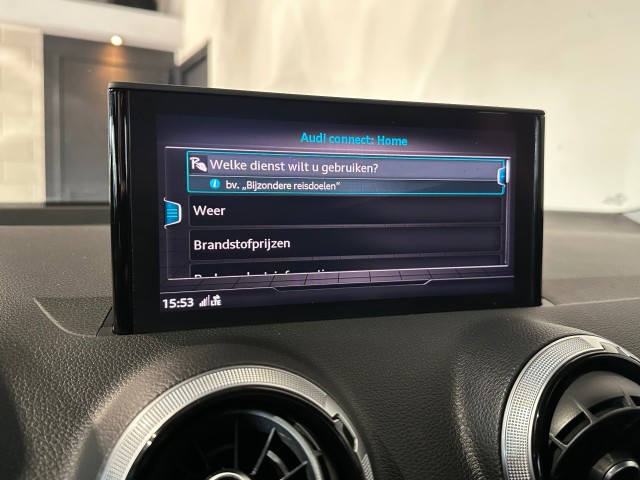 Audi connect: Home
Welke dienst wilt u gebruiken?
bv. „Bijzondere reisdoelen“
Weer
Brandstofprijzen
15:53 LTE